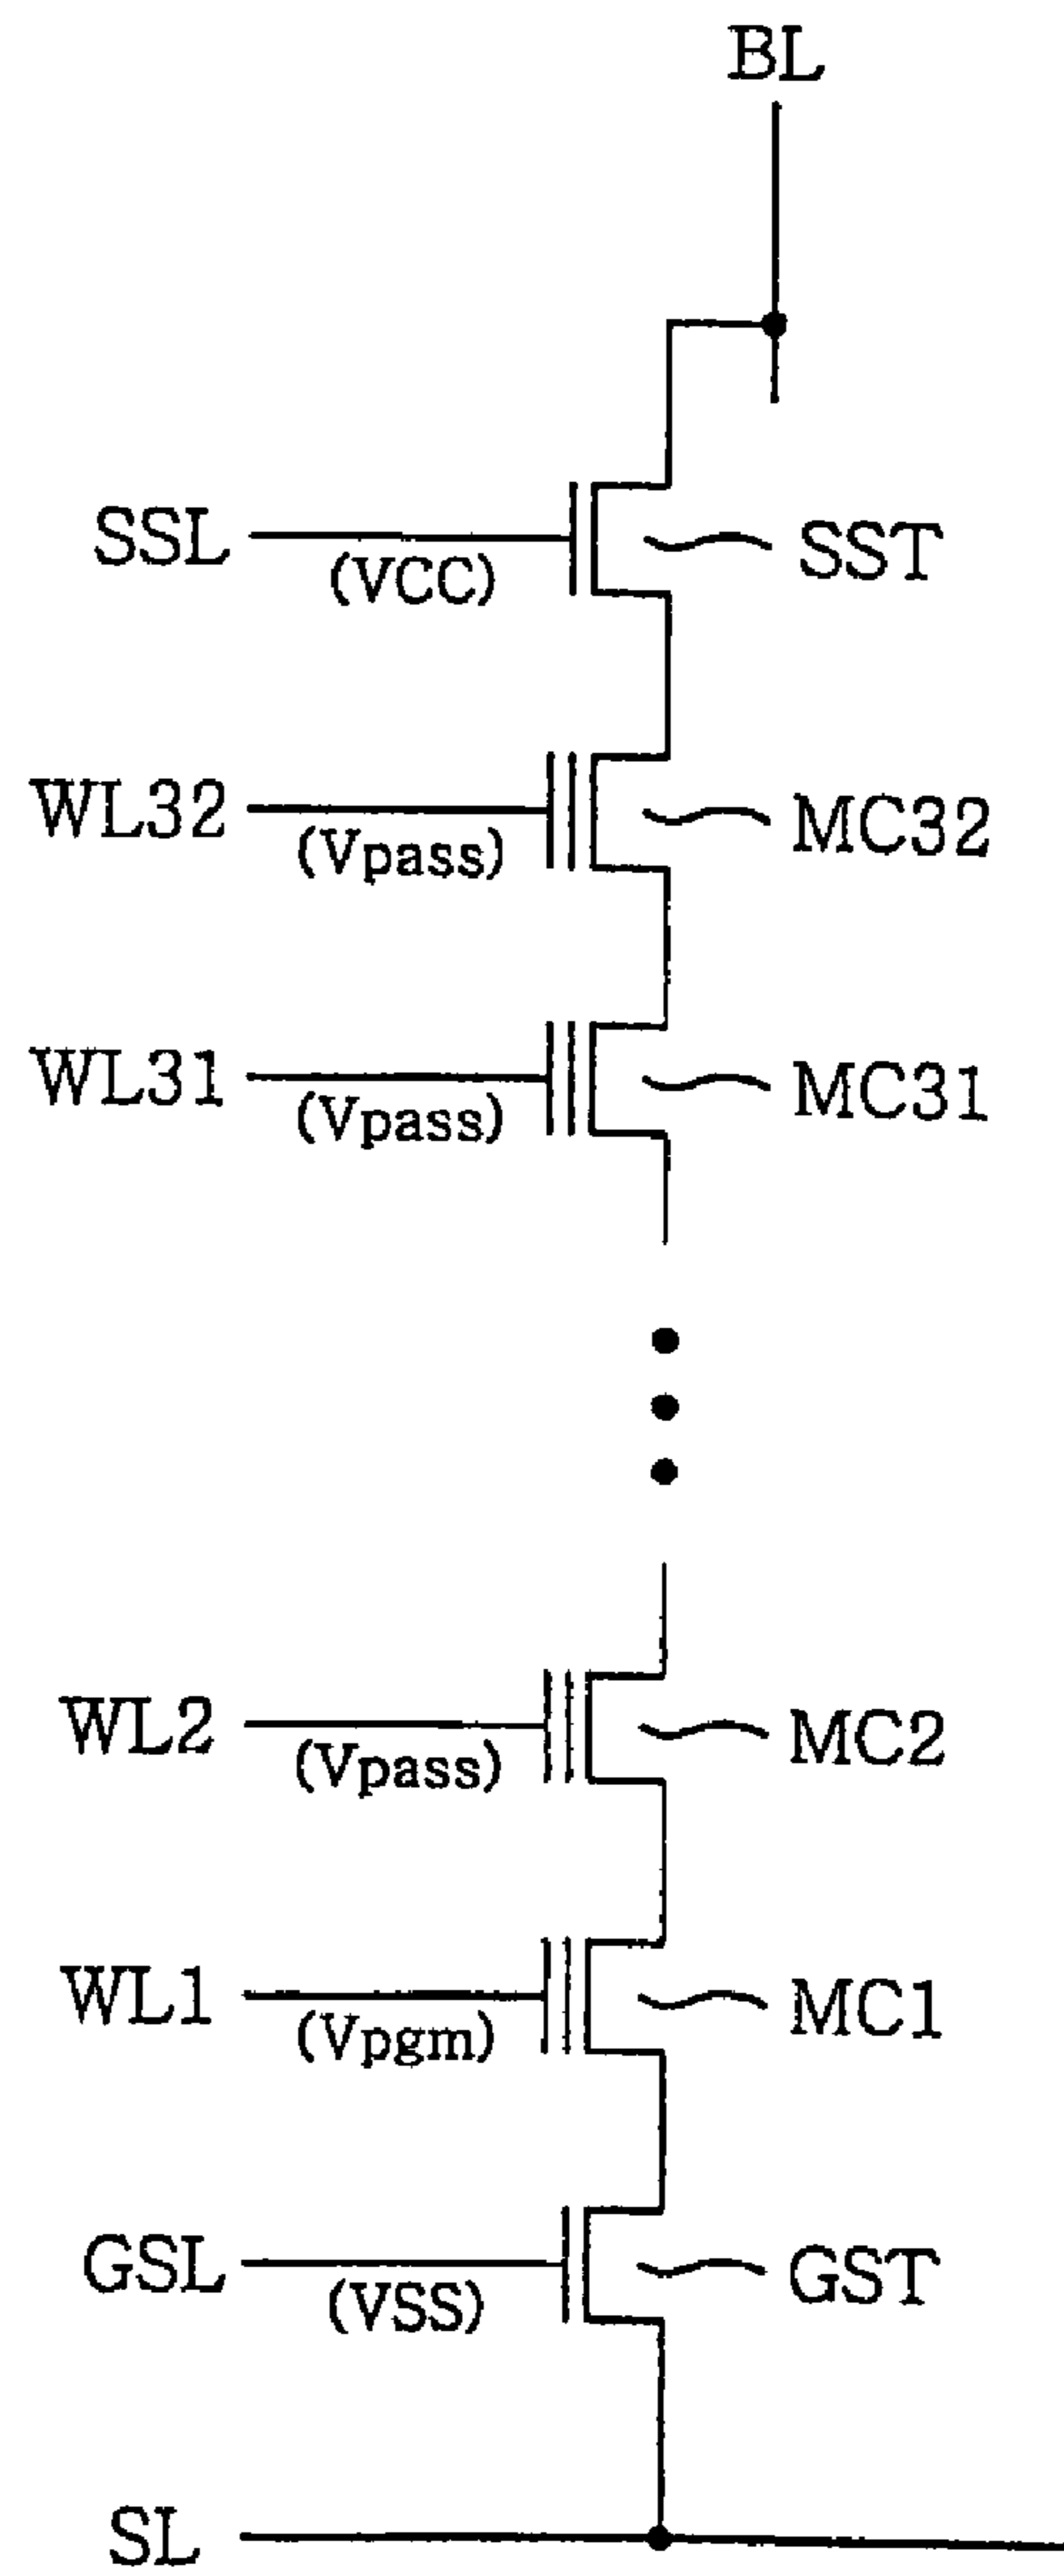 BL
SSL (VCC) SST
WL32 (Vpass) MC32
WL31 (Vpass) MC31
WL2 (Vpass) MC2
WL1 (Vpgm) MC1
GSL (VSS) GST
SL